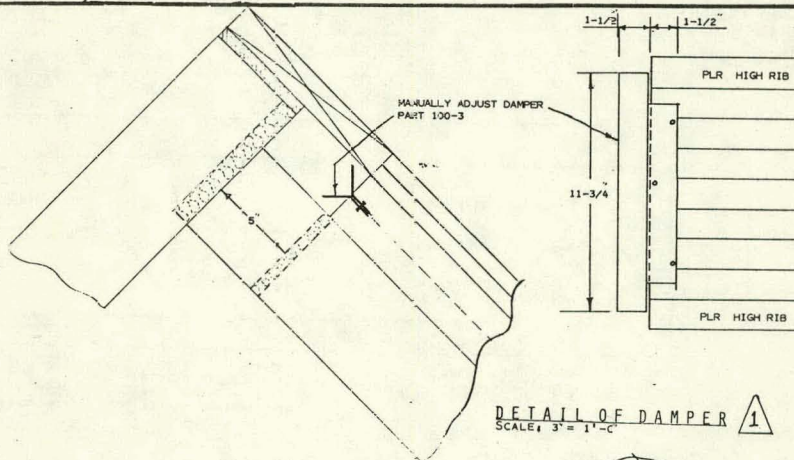 1-1/2" 1-1/2"
PLR HIGH RIB
MANUALLY ADJUST DAMPER
PART 100-3
11-3/4"
5"
PLR HIGH RIB
DETAIL OF DAMPER 1
SCALE: 3" = 1'-C"